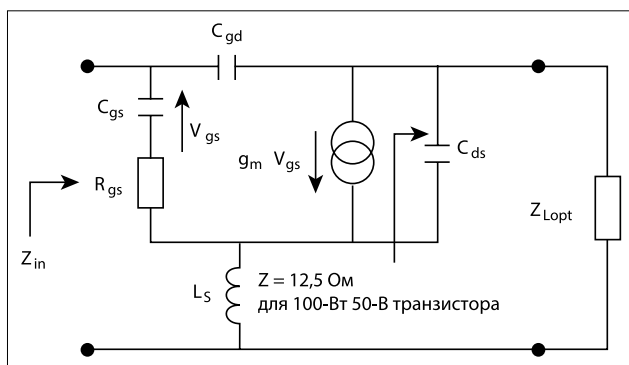 C gd
C gs
V gs
R gs
g m V gs
C ds
Z Lopt
Z in
L S
Z = 12,5 Ом
для 100-Вт 50-В транзистора